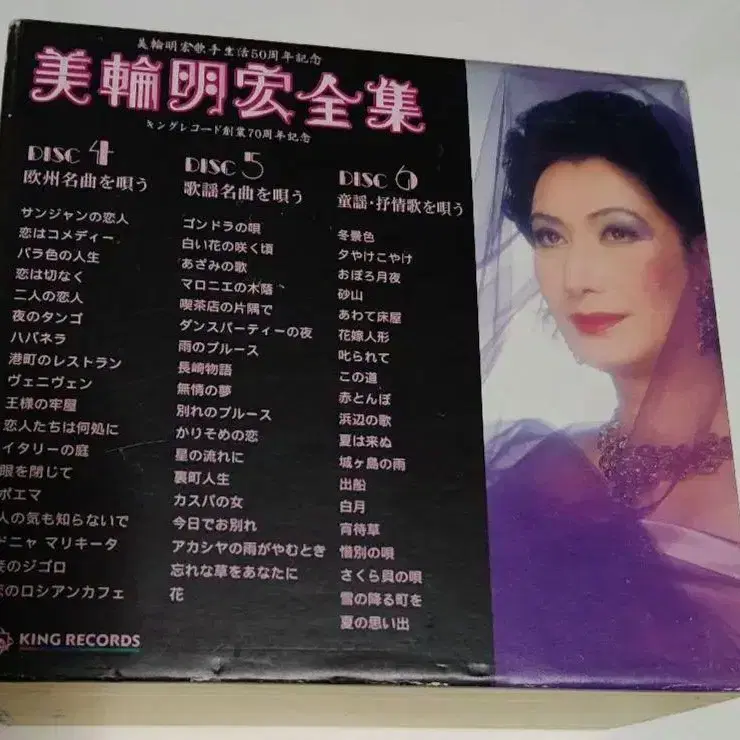 美輪明宏歌手生活50周年記念
美輪明宏全集
キングレコード創業70周年記念
DISC 4
欧州名曲を唄う
サンジャンの恋人
恋はコメディー
バラ色の人生
恋は切なく
二人の恋人
夜のタンゴ
ハバネラ
港町のレストラン
ヴェニヴェン
王様の牢屋
恋人たちは何処に
イタリーの庭
眼を閉じて
ポエマ
人の気も知らないで
ドニャ マリキータ
のジゴロ
のロシアンカフェ
DISC 5
歌謡名曲を唄う
ゴンドラの唄
白い花の咲く頃
あざみの歌
マロニエの木蔭
喫茶店の片隅で
ダンスパーティーの夜
雨のブルース
長崎物語
無情の夢
別れのブルース
かりそめの恋
星の流れに
裏町人生
カスバの女
今日でお別れ
アカシヤの雨がやむとき
忘れな草をあなたに
花
DISC 6
童謡・抒情歌を唄う
冬景色
夕やけこやけ
おぼろ月夜
砂山
あわて床屋
花嫁人形
叱られて
この道
赤とんぼ
浜辺の歌
夏は来ぬ
城ヶ島の雨
出船
白月
宵待草
惜別の唄
さくら貝の唄
雪の降る町を
夏の思い出
KING RECORDS